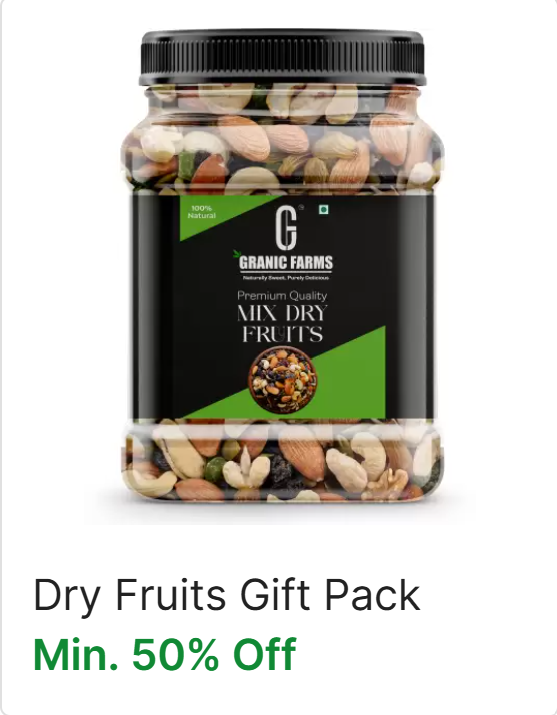 100%
Natural
GRANIC FARMS
Naturally Sweet, Purely Delicious
Premium Quality
MIX DRY
FRUITS
Dry Fruits Gift Pack
Min. 50% Off